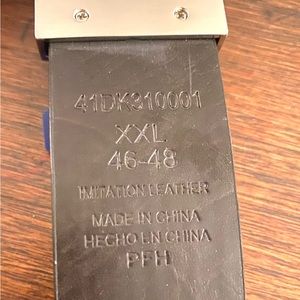 41DK310001
XXL
46-48
IMITATION LEATHER
MADE IN CHINA
HECHO EN CHINA
PFH